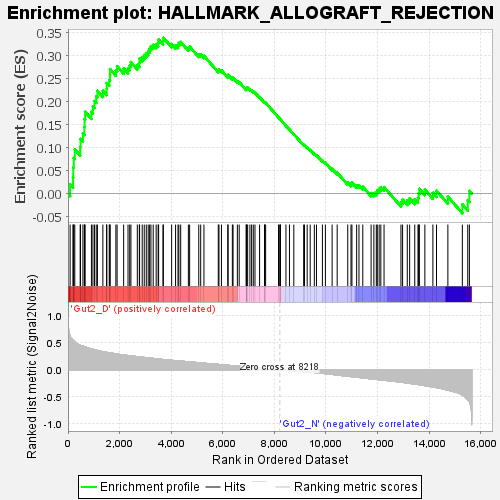 Enrichment plot: HALLMARK_ALLOGRAFT_REJECTION
Enrichment score (ES)
0.35
0.30
0.25
0.20
0.15
0.10
0.05
0.00
-0.05
'Gut2_D' (positively correlated)
Ranked list metric (Signal2Noise)
1.0
0.5
0.0
-0.5
-1.0
Zero cross at 8218
'Gut2_N' (negatively correlated)
0
2,000
4,000
6,000
8,000
10,000
12,000
14,000
16,000
Rank in Ordered Dataset
Enrichment profile
Hits
Ranking metric scores